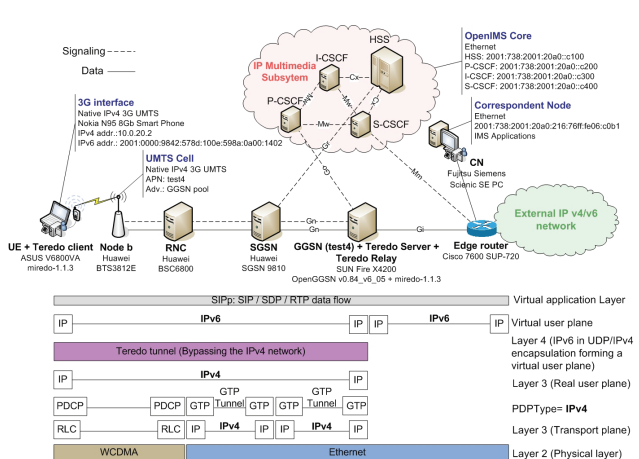 Signaling
Data
HSS
I-CSCF
IP Multimedia
Subsytem
Cx
P-CSCF
Mw
Mw
Cx
Mw
S-CSCF
Gr
Go
Mm
OpenIMS Core
Ethernet
HSS: 2001:738:2001:20a0::c100
P-CSCF: 2001:738:2001:20a0::c200
I-CSCF: 2001:738:2001:20a0::c300
S-CSCF: 2001:738:2001:20a0::c400
Correspondent Node
Ethernet
2001:738:2001:20a0:216:76ff:fe06:c0b1
IMS Applications
CN
Fujitsu Siemens
Scienic SE PC
3G interface
Native IPv4 3G UMTS
Nokia N95 8Gb Smart Phone
IPv4 addr.:10.0.20.2
IPv6 addr.: 2001:0000:9842:578d:100e:598a:0a00:1402
UMTS Cell
Native IPv4 3G UMTS
APN: test4
Adv.: GGSN pool
External IP v4/v6
network
Gn
Gn
Gi
UE + Teredo client
ASUS V6800VA
miredo-1.1.3
Node b
Huawei
BTS3812E
RNC
Huawei
BSC6800
SGSN
Huawei
SGSN 9810
GGSN (test4) + Teredo Server +
Teredo Relay
SUN Fire X4200
OpenGGSN v0.84_v6_05 + miredo-1.1.3
Edge router
Cisco 7600 SUP-720
SIPp: SIP / SDP / RTP data flow
Virtual application Layer
IP IPv6 IP IP IPv6 IP
Virtual user plane
Teredo tunnel (Bypassing the IPv4 network)
Layer 4 (IPv6 in UDP/IPv4
encapsulation forming a
virtual user plane)
IP IPv4 IP
Layer 3 (Real user plane)
PDCP PDCP GTP GTP Tunnel GTP GTP GTP Tunnel GTP
PDPType= IPv4
RLC RLC IP IPv4 IP IP IPv4 IP
Layer 3 (Transport plane)
WCDMA Ethernet
Layer 2 (Physical layer)